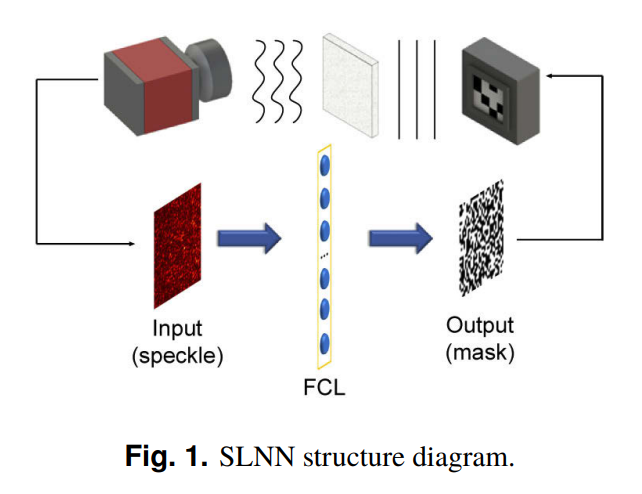 Input
(speckle)
...
FCL
Output
(mask)
Fig. 1. SLNN structure diagram.